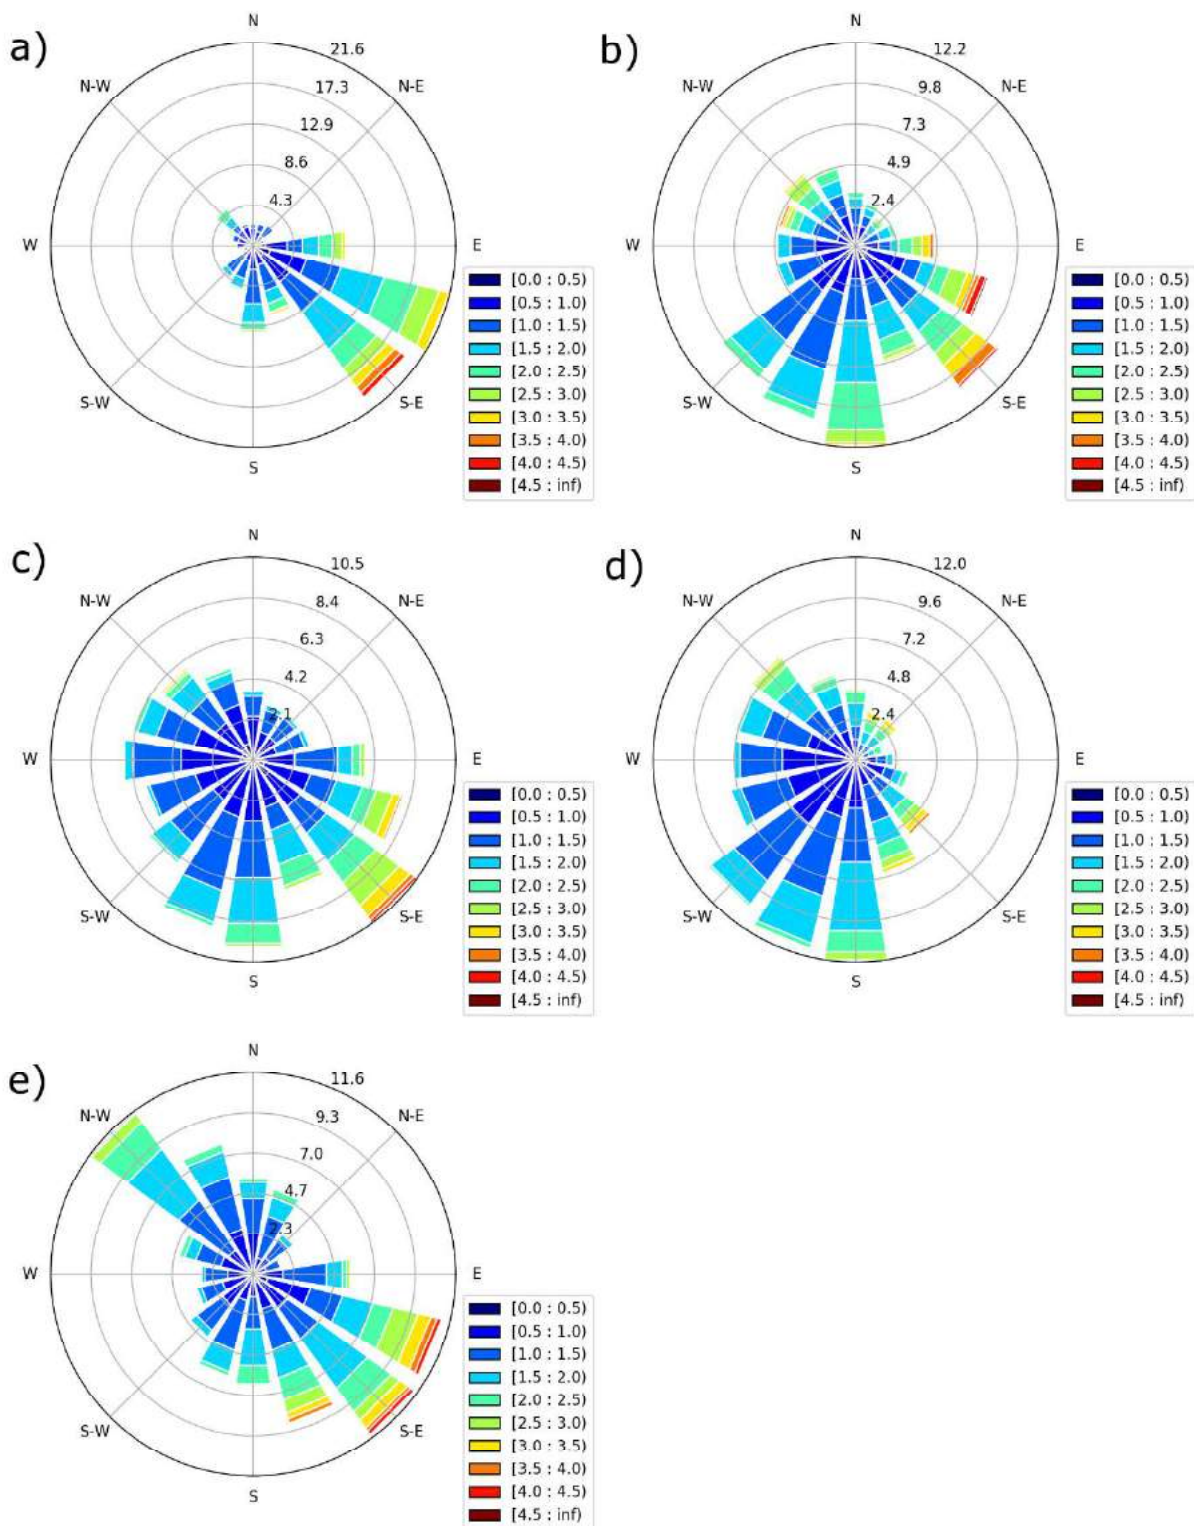 a)
N
21.6
17.3
12.9
8.6
4.3
N-W
N-E
W
E
S-W
S-E
S
[0.0 : 0.5)
[0.5 : 1.0)
[1.0 : 1.5)
[1.5 : 2.0)
[2.0 : 2.5)
[2.5 : 3.0)
[3.0 : 3.5)
[3.5 : 4.0)
[4.0 : 4.5)
[4.5 : inf)
b)
N
12.2
9.8
7.3
4.9
2.4
N-W
N-E
W
E
S-W
S-E
S
[0.0 : 0.5)
[0.5 : 1.0)
[1.0 : 1.5)
[1.5 : 2.0)
[2.0 : 2.5)
[2.5 : 3.0)
[3.0 : 3.5)
[3.5 : 4.0)
[4.0 : 4.5)
[4.5 : inf)
c)
N
10.5
8.4
6.3
4.2
2.1
N-W
N-E
W
E
S-W
S-E
S
[0.0 : 0.5)
[0.5 : 1.0)
[1.0 : 1.5)
[1.5 : 2.0)
[2.0 : 2.5)
[2.5 : 3.0)
[3.0 : 3.5)
[3.5 : 4.0)
[4.0 : 4.5)
[4.5 : inf)
d)
N
12.0
9.6
7.2
4.8
2.4
N-W
N-E
W
E
S-W
S-E
S
[0.0 : 0.5)
[0.5 : 1.0)
[1.0 : 1.5)
[1.5 : 2.0)
[2.0 : 2.5)
[2.5 : 3.0)
[3.0 : 3.5)
[3.5 : 4.0)
[4.0 : 4.5)
[4.5 : inf)
e)
N
11.6
9.3
7.0
4.7
2.3
N-W
N-E
W
E
S-W
S-E
S
[0.0 : 0.5)
[0.5 : 1.0)
[1.0 : 1.5)
[1.5 : 2.0)
[2.0 : 2.5)
[2.5 : 3.0)
[3.0 : 3.5)
[3.5 : 4.0)
[4.0 : 4.5)
[4.5 : inf)